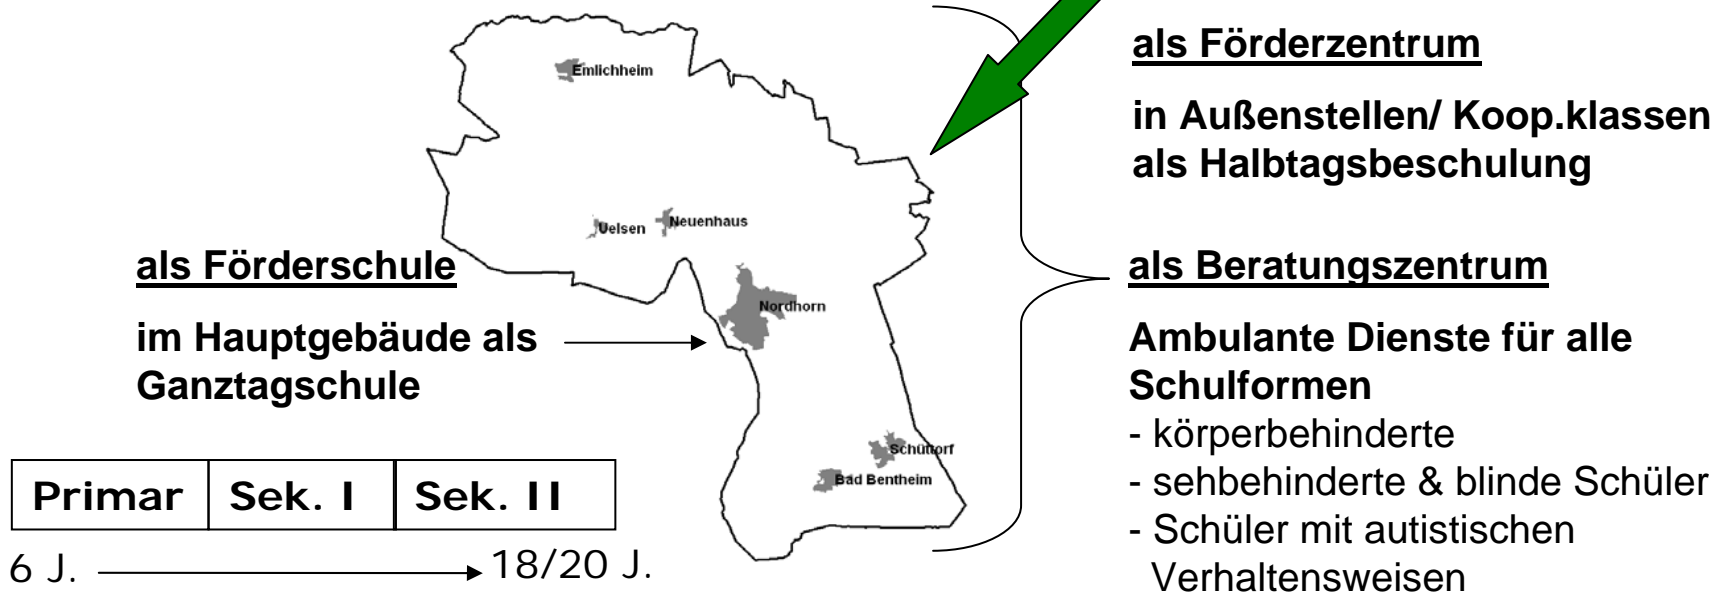 Emlichheim
Uelsen
Neuenhaus
Nordhorn
Schüttorf
Bad Bentheim
als Förderschule
im Hauptgebäude als
Ganztagschule
Primar Sek. I Sek. II
6 J. 18/20 J.
als Förderzentrum
in Außenstellen/ Koop.klassen
als Halbtagsbeschulung
als Beratungszentrum
Ambulante Dienste für alle
Schulformen
- körperbehinderte
- sehbehinderte & blinde Schüler
- Schüler mit autistischen
Verhaltensweisen